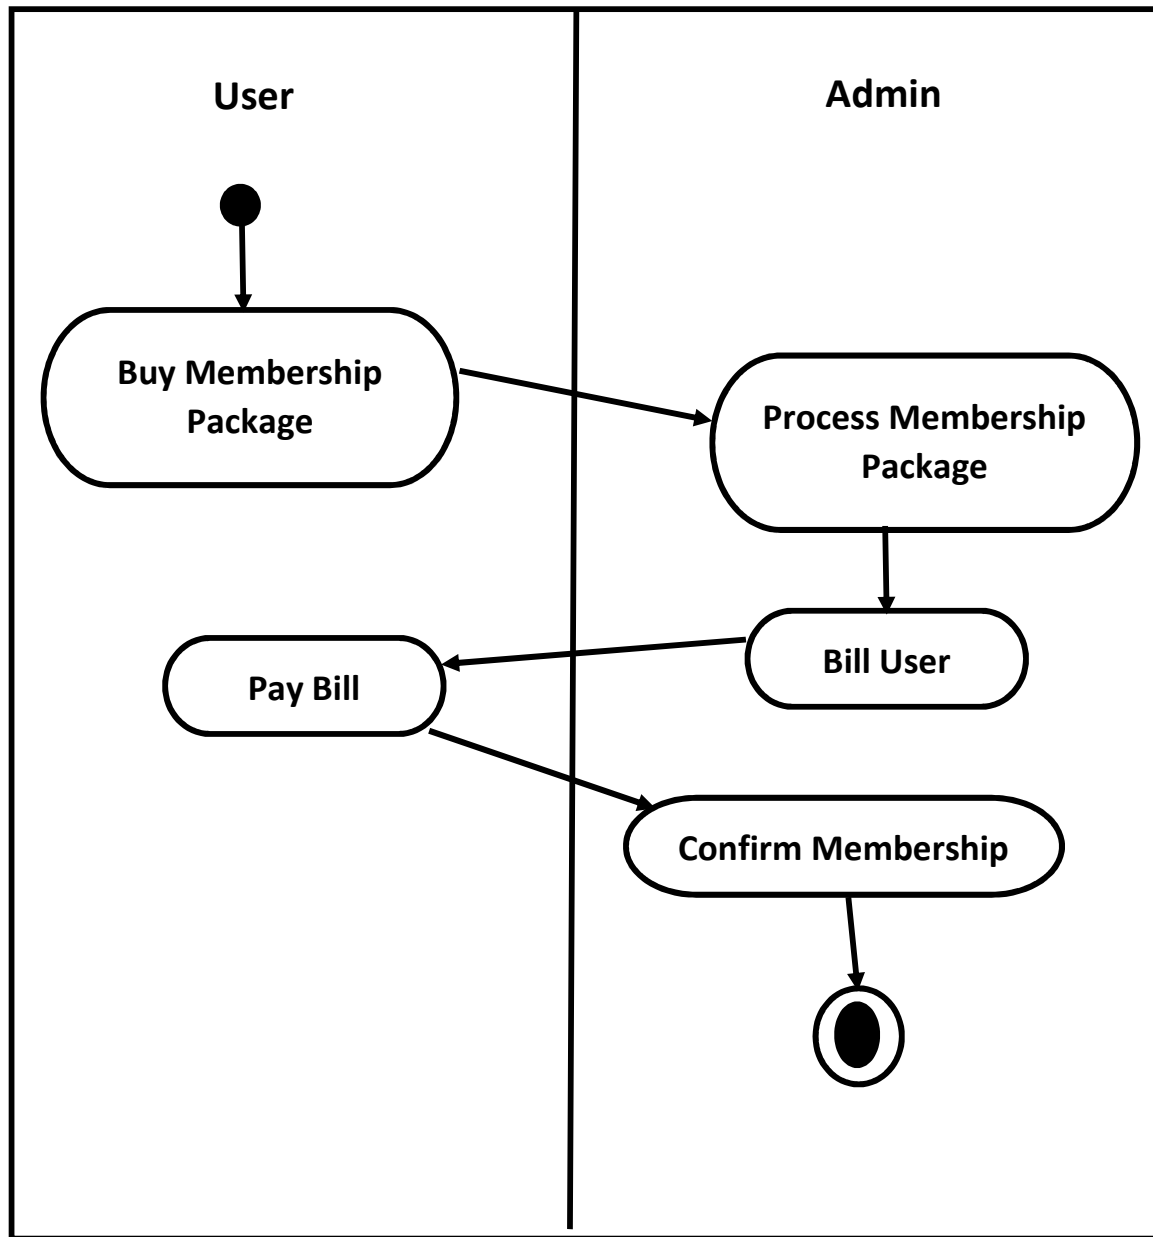 User
Admin
Buy Membership
Package
Process Membership
Package
Bill User
Pay Bill
Confirm Membership